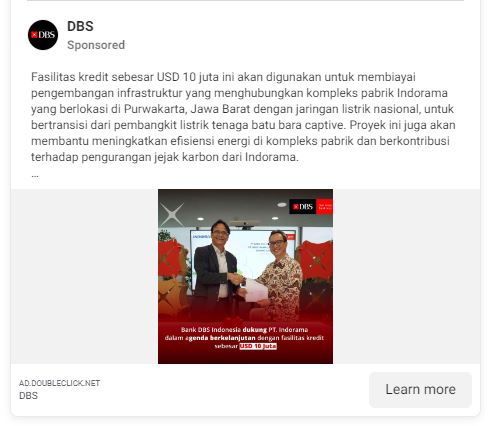 DBS
DBS
Sponsored
Fasilitas kredit sebesar USD 10 juta ini akan digunakan untuk membiayai
pengembangan infrastruktur yang menghubungkan kompleks pabrik Indorama
yang berlokasi di Purwakarta, Jawa Barat dengan jaringan listrik nasional, untuk
bertransisi dari pembangkit listrik tenaga batu bara captive. Proyek ini juga akan
membantu meningkatkan efisiensi energi di kompleks pabrik dan berkontribusi
terhadap pengurangan jejak karbon dari Indorama.
...
DBS
Bank DBS Indonesia dukung PT. Indorama
dalam agenda berkelanjutan dengan fasilitas kredit
sebesar USD 10 juta
AD.DOUBLECLICK.NET
DBS
Learn more